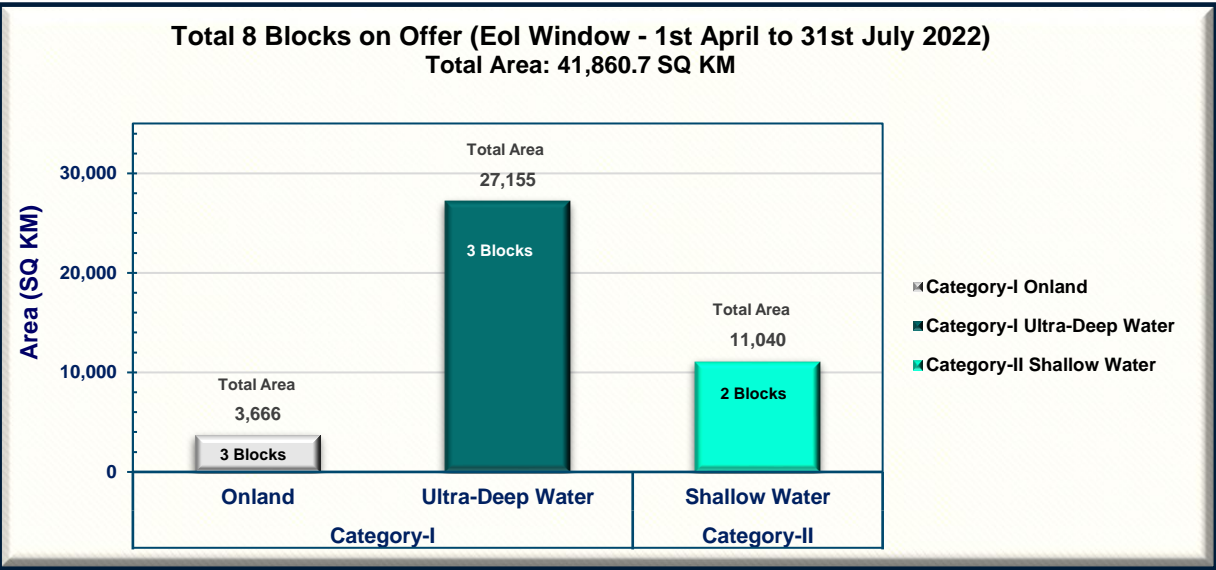 Total 8 Blocks on Offer (EoI Window - 1st April to 31st July 2022)
Total Area: 41,860.7 SQ KM
Area (SQ KM)
30,000
20,000
10,000
0
Total Area
3,666
3 Blocks
Total Area
27,155
3 Blocks
Total Area
11,040
2 Blocks
Onland
Ultra-Deep Water
Shallow Water
Category-I
Category-II
Category-I Onland
Category-I Ultra-Deep Water
Category-II Shallow Water